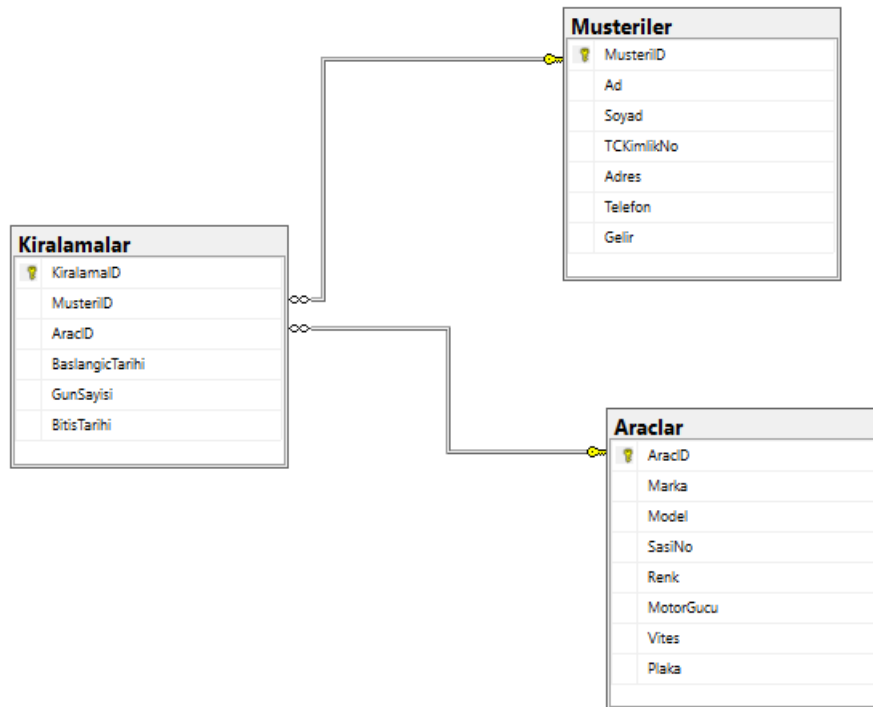 Musteriler
MusteriID
Ad
Soyad
TCKimlikNo
Adres
Telefon
Gelir
Kiralamalar
KiralamaID
MusteriID
AracID
BaslangicTarihi
GunSayisi
BitisTarihi
Araclar
AracID
Marka
Model
SasiNo
Renk
MotorGucu
Vites
Plaka